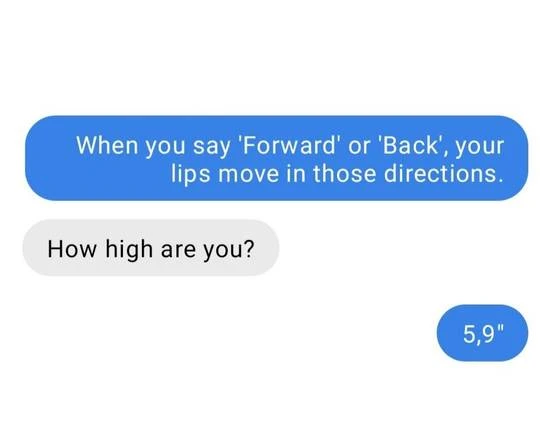 When you say 'Forward' or 'Back', your
lips move in those directions.
How high are you?
5,9"